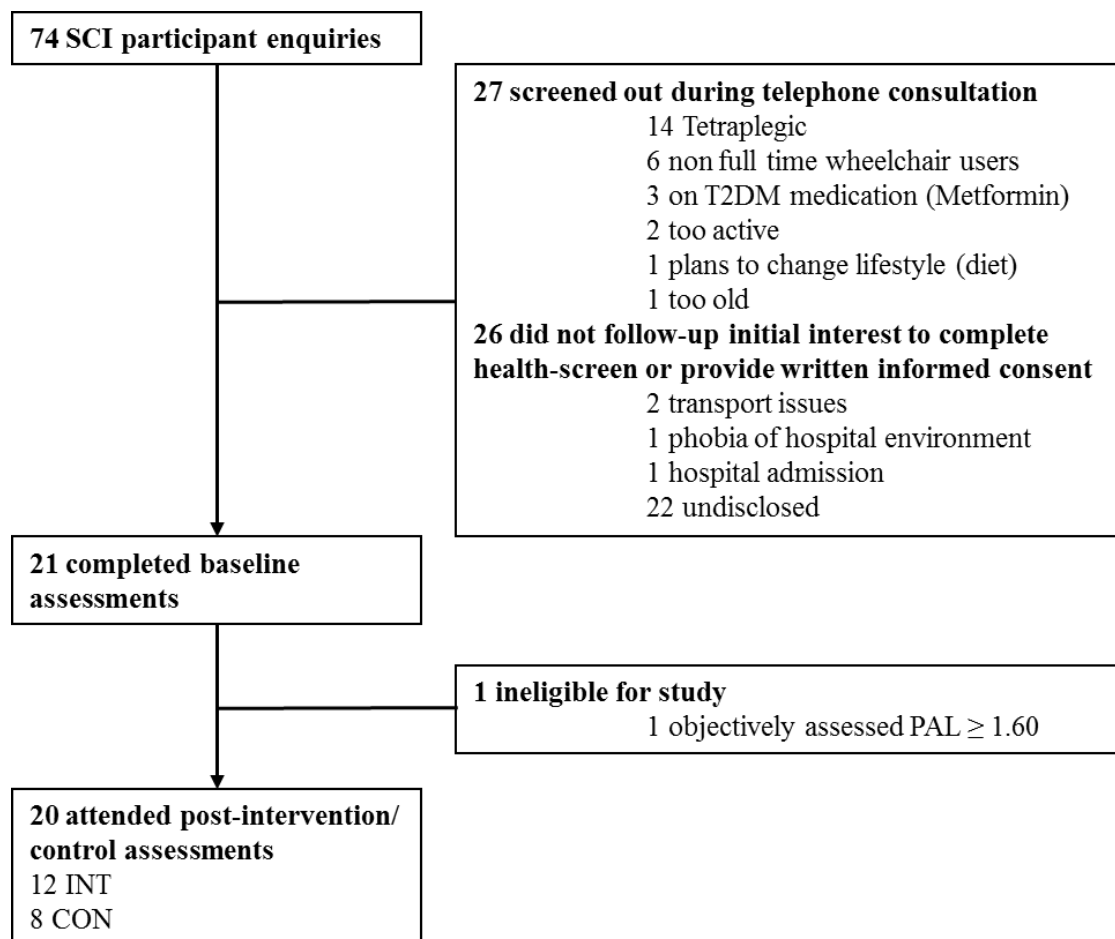 74 SCI participant enquiries
27 screened out during telephone consultation
14 Tetraplegic
6 non full time wheelchair users
3 on T2DM medication (Metformin)
2 too active
1 plans to change lifestyle (diet)
1 too old
26 did not follow-up initial interest to complete
health-screen or provide written informed consent
2 transport issues
1 phobia of hospital environment
1 hospital admission
22 undisclosed
21 completed baseline
assessments
1 ineligible for study
1 objectively assessed PAL ≥ 1.60
20 attended post-intervention/
control assessments
12 INT
8 CON